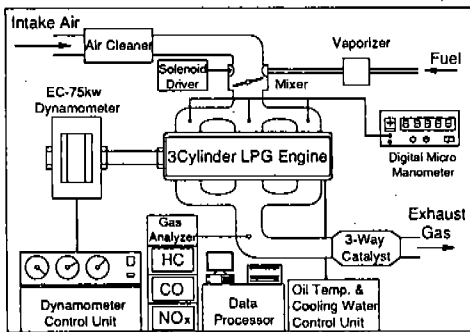 Intake Air
Air Cleaner
Vaporizer
Fuel
Solenoid
Driver
Mixer
EC-75kw
Dynamometer
3Cylinder LPG Engine
Digital Micro
Manometer
Exhaust
Gas
Gas
Analyzer
3-Way
Catalyst
HC
CO
NOx
Dynamometer
Control Unit
Data
Processor
Oil Temp. &
Cooling Water
Control Unit